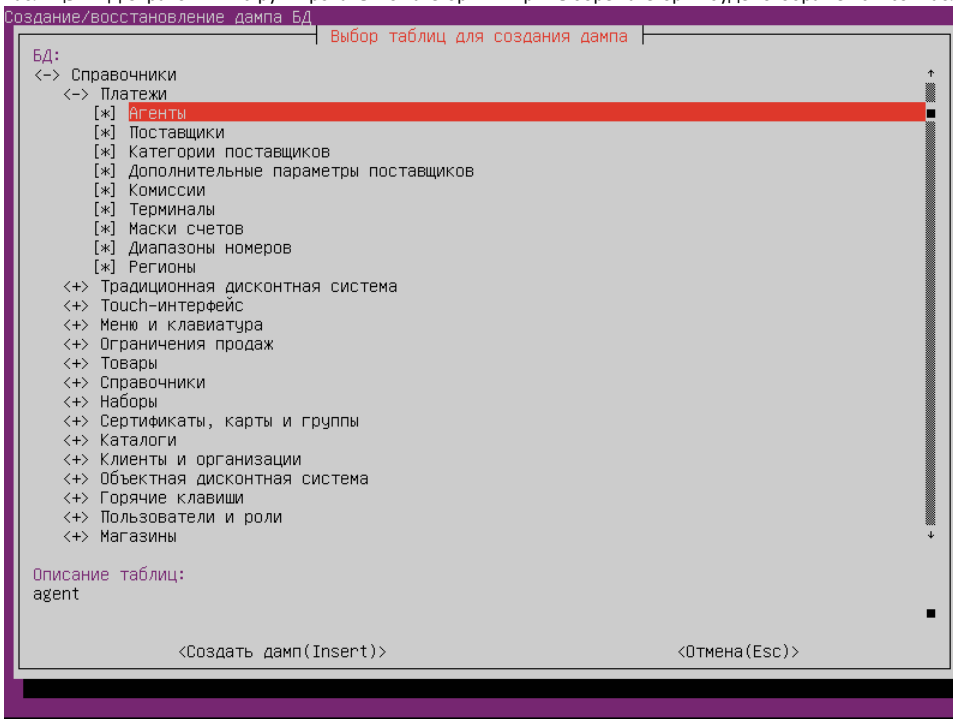 Создание/восстановление дампа БД
Выбор таблиц для создания дампа
БД:
<-> Справочники
<-> Платежи
[*] Агенты
[*] Поставщики
[*] Категории поставщиков
[*] Дополнительные параметры поставщиков
[*] Комиссии
[*] Терминалы
[*] Маски счетов
[*] Диапазоны номеров
[*] Регионы
<+> Традиционная дисконтная система
<+> Touch-интерфейс
<+> Меню и клавиатура
<+> Ограничения продаж
<+> Товары
<+> Справочники
<+> Наборы
<+> Сертификаты, карты и группы
<+> Каталоги
<+> Клиенты и организации
<+> Объектная дисконтная система
<+> Горячие клавиши
<+> Пользователи и роли
<+> Магазины
Описание таблиц:
agent
<Создать дамп(Insert)> <Отмена(Esc)>